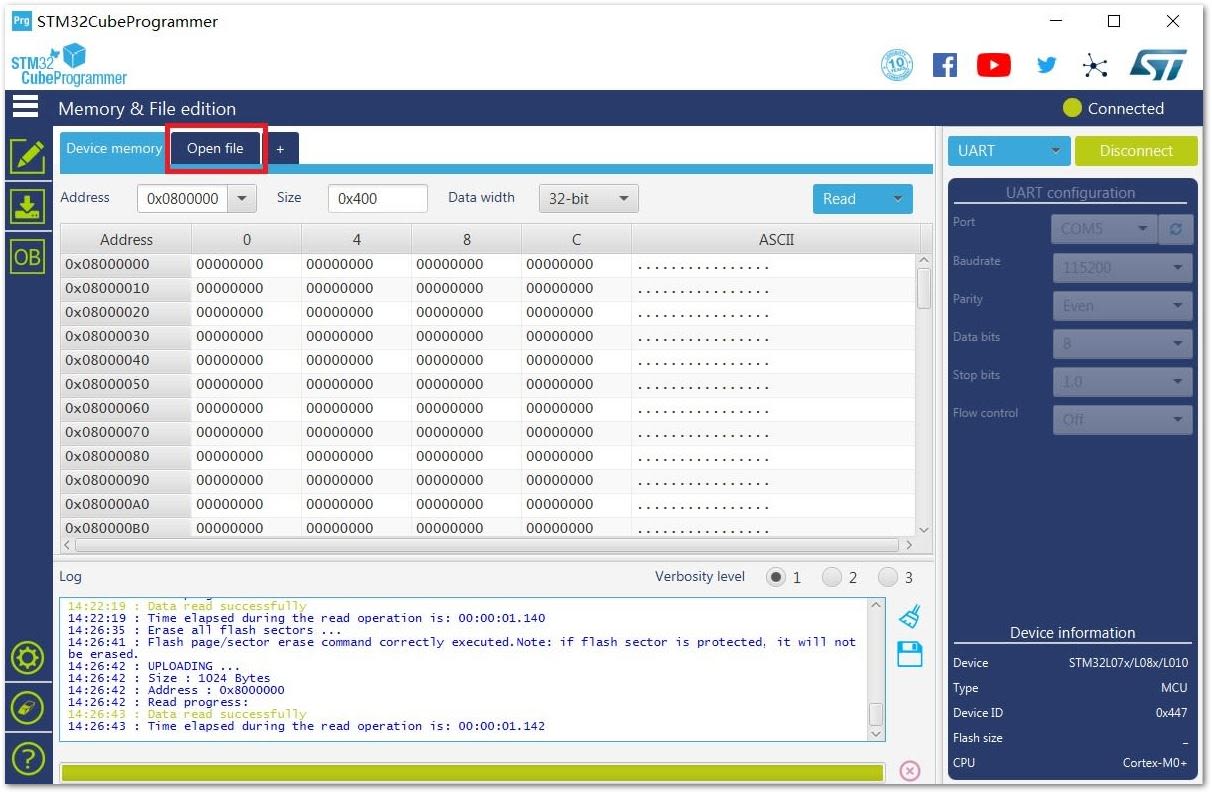 Prg STM32CubeProgrammer
STM32
CubeProgrammer
10
Memory & File edition
Connected
Device memory
Open file
+
UART
Disconnect
Address
0x0800000
Size
0x400
Data width
32-bit
Read
UART configuration
Port
COM5
Baudrate
115200
Parity
Even
Data bits
8
Stop bits
1.0
Flow control
Off
OB
Address 0 4 8 C ASCII
0x08000000 00000000 00000000 00000000 00000000 ................
0x08000010 00000000 00000000 00000000 00000000 ................
0x08000020 00000000 00000000 00000000 00000000 ................
0x08000030 00000000 00000000 00000000 00000000 ................
0x08000040 00000000 00000000 00000000 00000000 ................
0x08000050 00000000 00000000 00000000 00000000 ................
0x08000060 00000000 00000000 00000000 00000000 ................
0x08000070 00000000 00000000 00000000 00000000 ................
0x08000080 00000000 00000000 00000000 00000000 ................
0x08000090 00000000 00000000 00000000 00000000 ................
0x080000A0 00000000 00000000 00000000 00000000 ................
0x080000B0 00000000 00000000 00000000 00000000 ................
Log
Verbosity level 1 2 3
14:22:19 : Data read successfully
14:22:19 : Time elapsed during the read operation is: 00:00:01.140
14:26:35 : Erase all flash sectors ...
14:26:41 : Flash page/sector erase command correctly executed.Note: if flash sector is protected, it will not
be erased.
14:26:42 : UPLOADING ...
14:26:42 : Size : 1024 Bytes
14:26:42 : Address : 0x8000000
14:26:42 : Read progress:
14:26:43 : Data read successfully
14:26:43 : Time elapsed during the read operation is: 00:00:01.142
Device information
Device STM32L07x/L08x/L010
Type MCU
Device ID 0x447
Flash size _
CPU Cortex-M0+